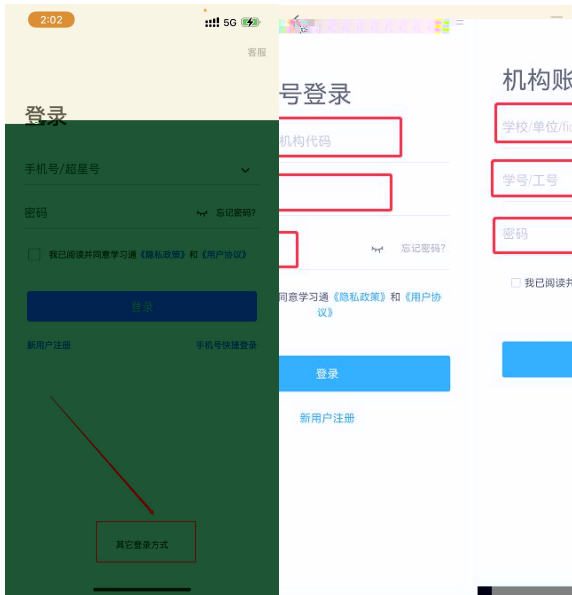 2:02
5G
客服
登录
手机号/超星号
密码
忘记密码?
我已阅读并同意学习通《隐私政策》和《用户协议》
登录
新用户注册
手机号快捷登录
其它登录方式
号登录
机构代码
忘记密码?
同意学习通《隐私政策》和《用户协
议》
登录
新用户注册
机构账
学校/单位/fid
学号/工号
密码
我已阅读并